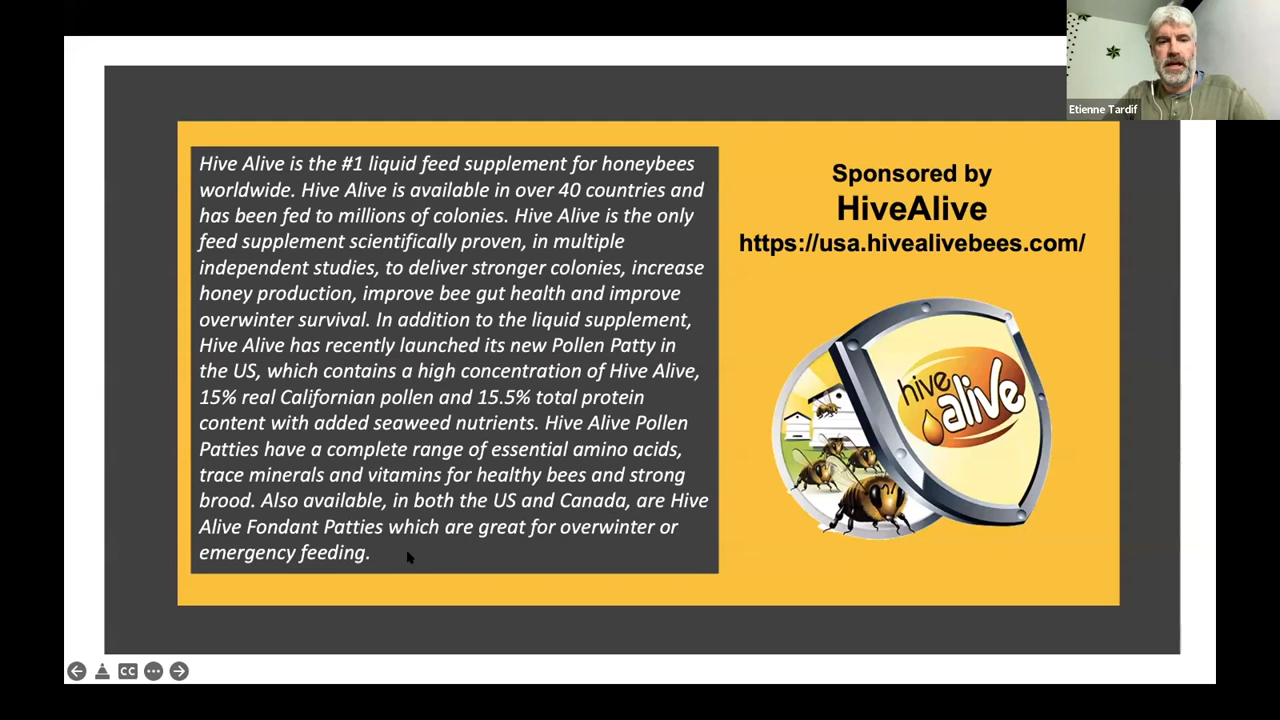 Etienne Tardif
Hive Alive is the #1 liquid feed supplement for honeybees
worldwide. Hive Alive is available in over 40 countries and
has been fed to millions of colonies. Hive Alive is the only
feed supplement scientifically proven, in multiple
independent studies, to deliver stronger colonies, increase
honey production, improve bee gut health and improve
overwinter survival. In addition to the liquid supplement,
Hive Alive has recently launched its new Pollen Patty in
the US, which contains a high concentration of Hive Alive,
15% real Californian pollen and 15.5% total protein
content with added seaweed nutrients. Hive Alive Pollen
Patties have a complete range of essential amino acids,
trace minerals and vitamins for healthy bees and strong
brood. Also available, in both the US and Canada, are Hive
Alive Fondant Patties which are great for overwinter or
emergency feeding.
Sponsored by
HiveAlive
https://usa.hivealivebees.com/
hive
alive
CC